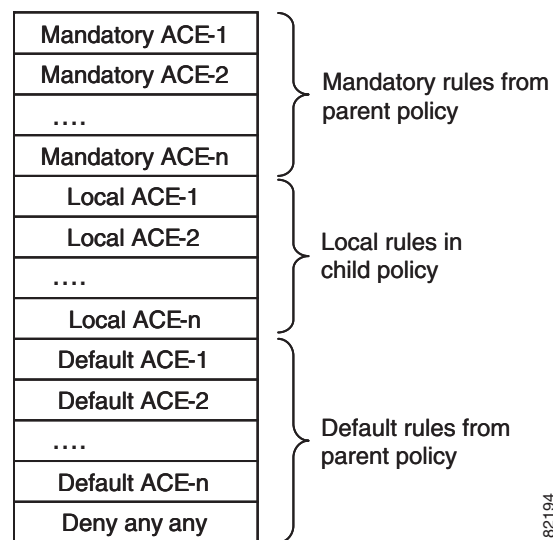 Mandatory ACE-1
Mandatory ACE-2
....
Mandatory ACE-n
Mandatory rules from
parent policy
Local ACE-1
Local ACE-2
....
Local ACE-n
Local rules in
child policy
Default ACE-1
Default ACE-2
....
Default ACE-n
Deny any any
Default rules from
parent policy
82194